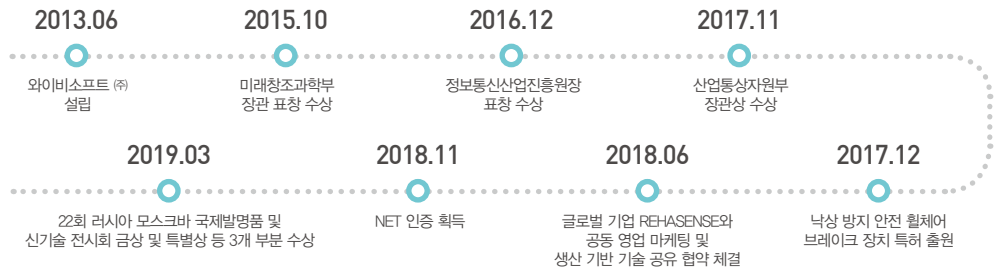 2013.06
와이비소프트 ㈜
설립
2015.10
미래창조과학부
장관 표창 수상
2016.12
정보통신산업진흥원장
표창 수상
2017.11
산업통상자원부
장관상 수상
2017.12
낙상 방지 안전 휠체어
브레이크 장치 특허 출원
2018.06
글로벌 기업 REHASENSE와
공동 영업 마케팅 및
생산 기반 기술 공유 협약 체결
2018.11
NET 인증 획득
2019.03
22회 러시아 모스크바 국제발명품 및
신기술 전시회 금상 및 특별상 등 3개 부분 수상